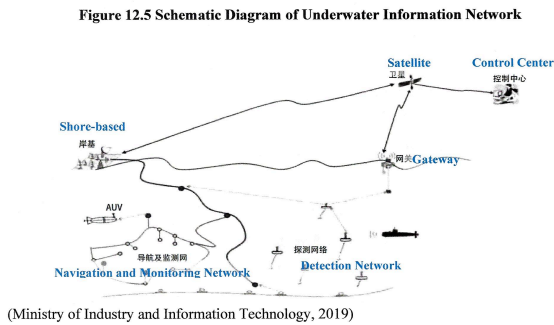 Figure 12.5 Schematic Diagram of Underwater Information Network
Satellite
卫星
Control Center
控制中心
Shore-based
岸基
网关
Gateway
AUV
导航及监测网
Navigation and Monitoring Network
探测网络
Detection Network
(Ministry of Industry and Information Technology, 2019)